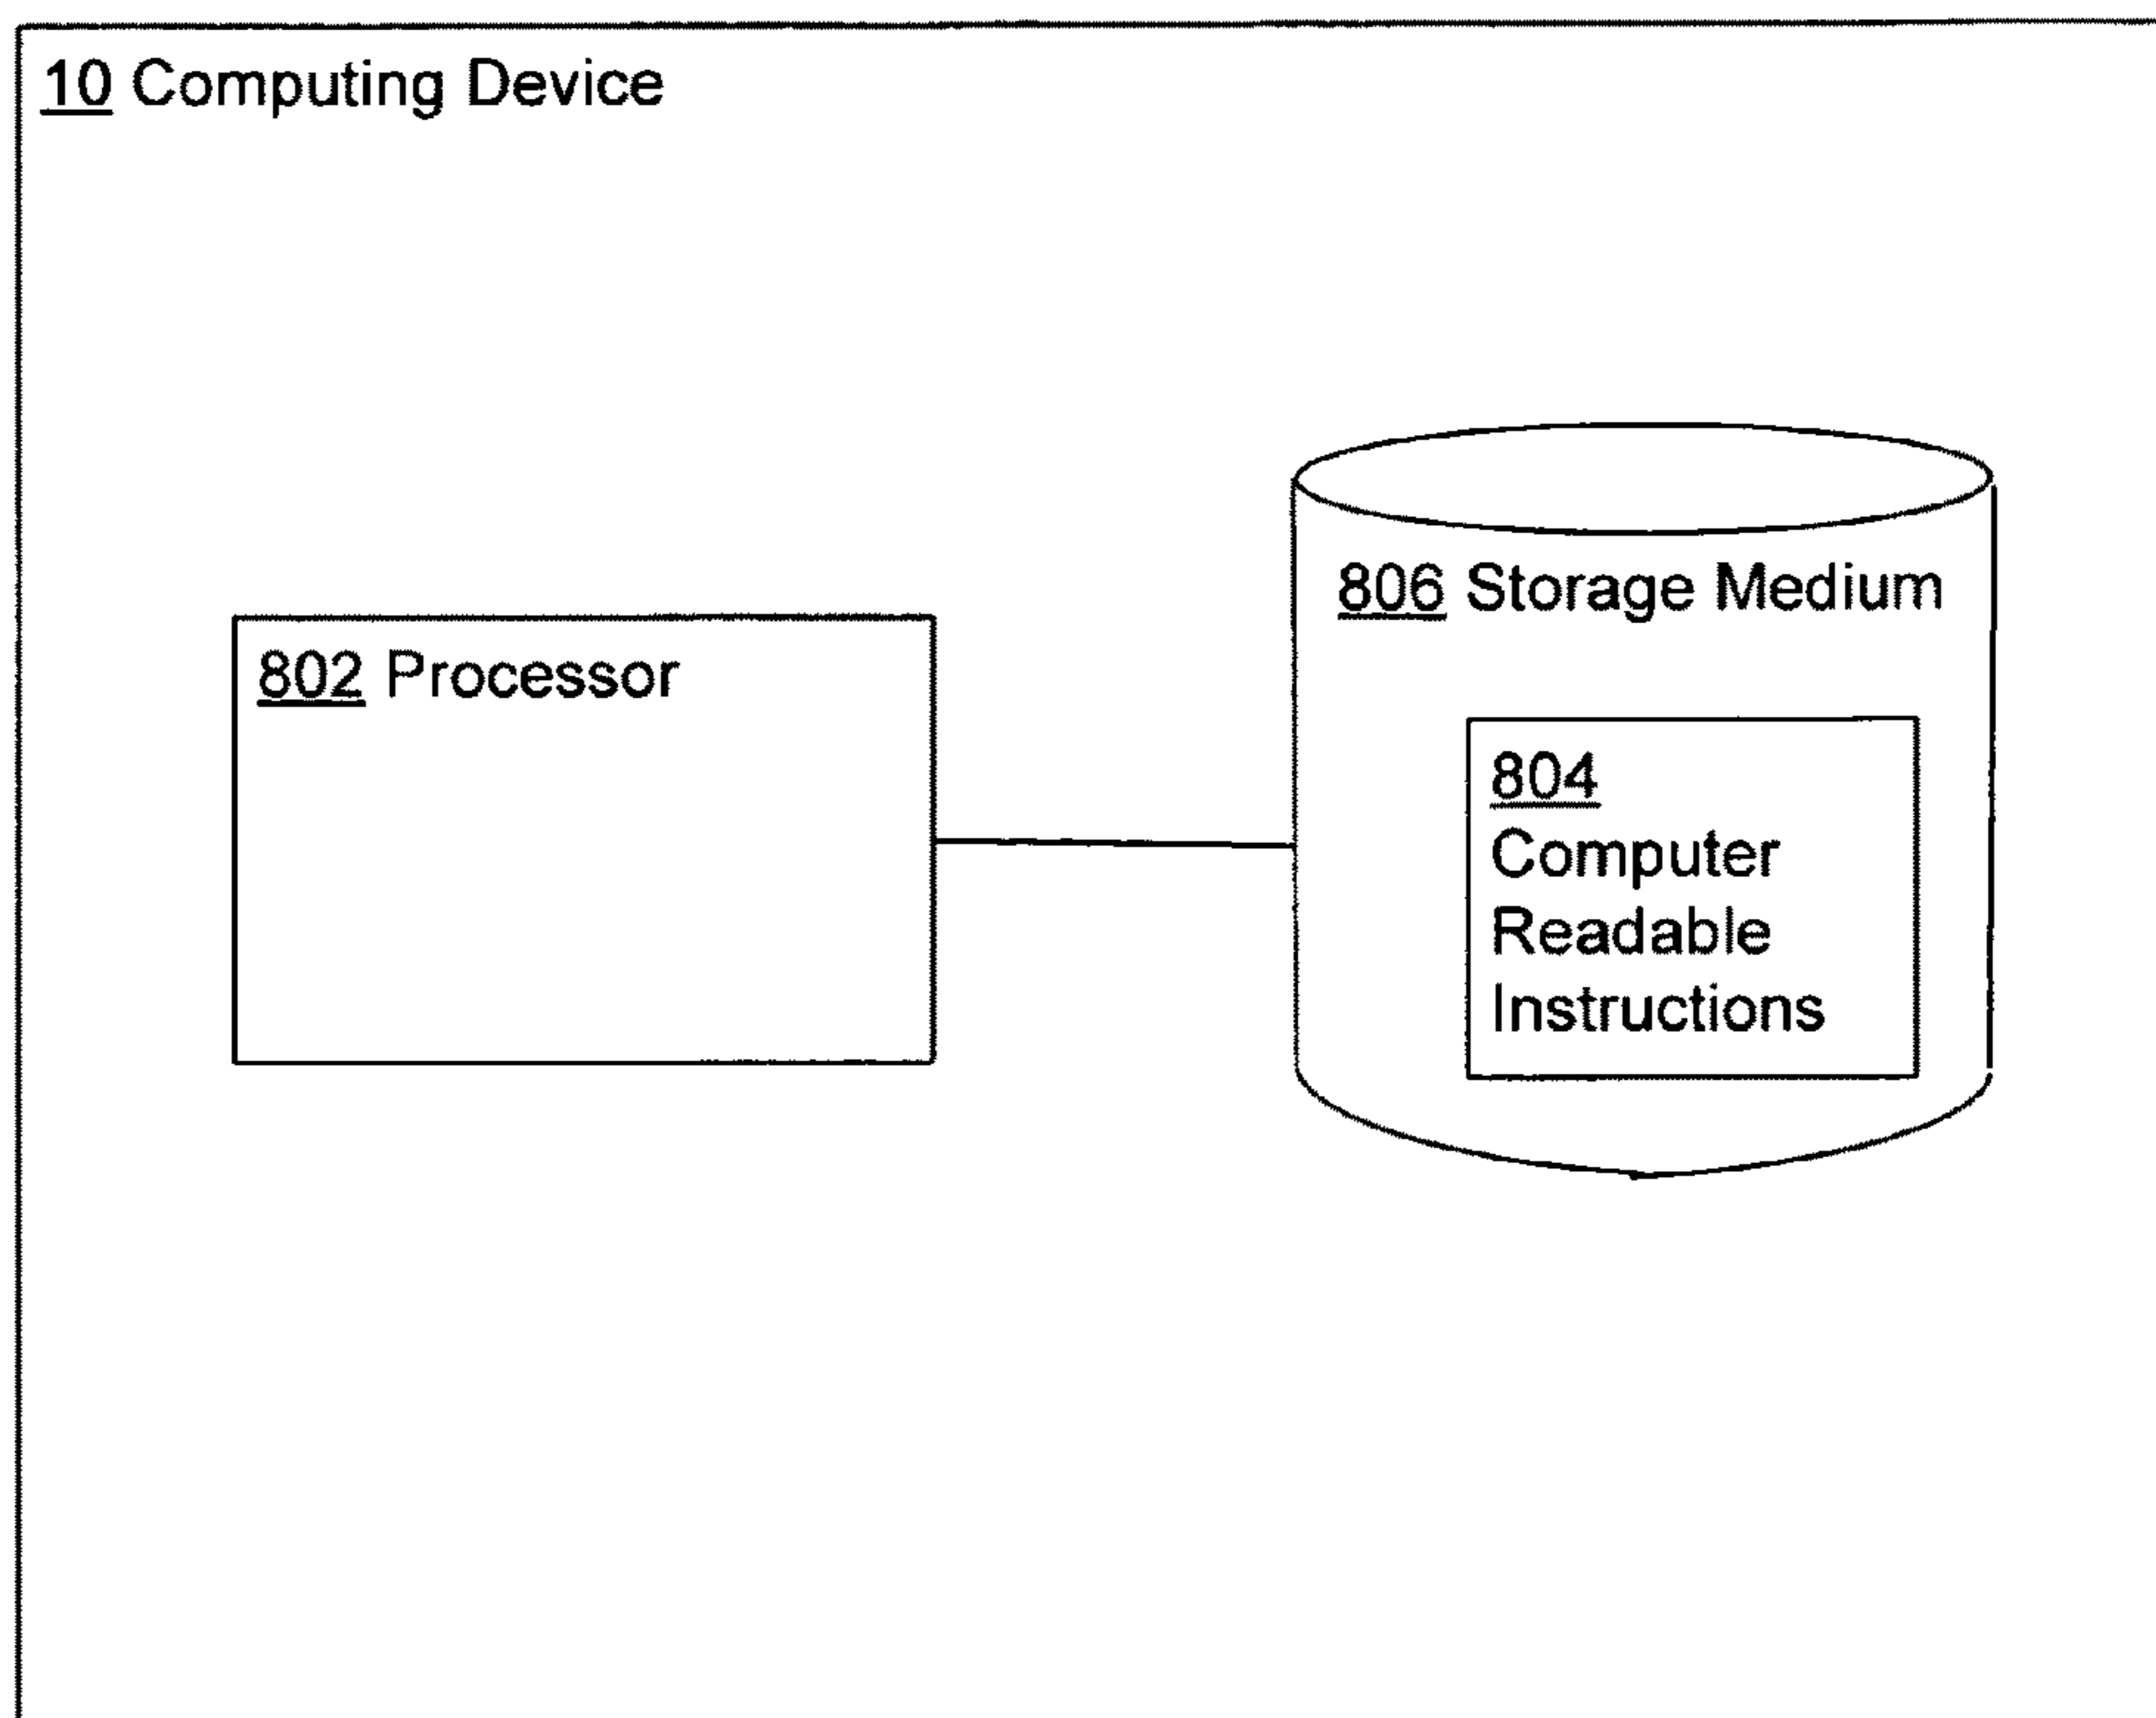 10 Computing Device
806 Storage Medium
802 Processor
804
Computer
Readable
Instructions